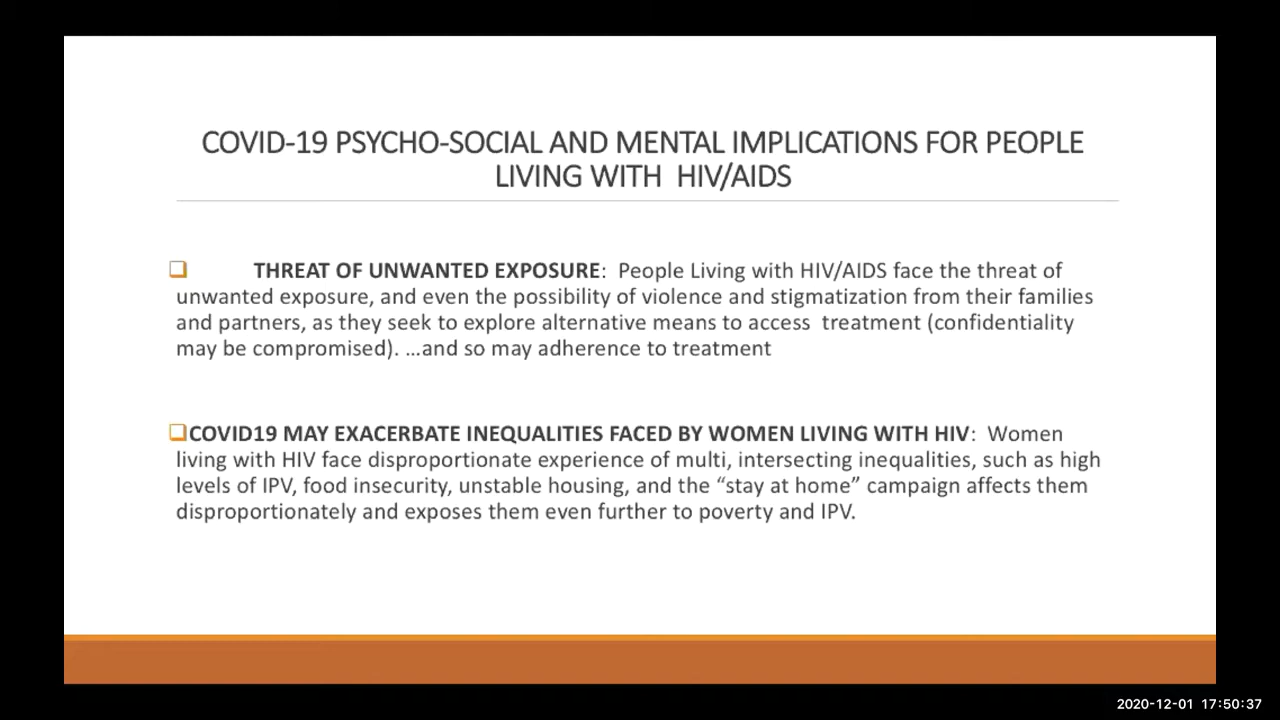 COVID-19 PSYCHO-SOCIAL AND MENTAL IMPLICATIONS FOR PEOPLE
LIVING WITH  HIV/AIDS
THREAT OF UNWANTED EXPOSURE:  People Living with HIV/AIDS face the threat of
unwanted exposure, and even the possibility of violence and stigmatization from their families
and partners, as they seek to explore alternative means to access  treatment (confidentiality
may be compromised). …and so may adherence to treatment
COVID19 MAY EXACERBATE INEQUALITIES FACED BY WOMEN LIVING WITH HIV:  Women
living with HIV face disproportionate experience of multi, intersecting inequalities, such as high
levels of IPV, food insecurity, unstable housing, and the “stay at home” campaign affects them
disproportionately and exposes them even further to poverty and IPV.
2020-12-01  17:50:37